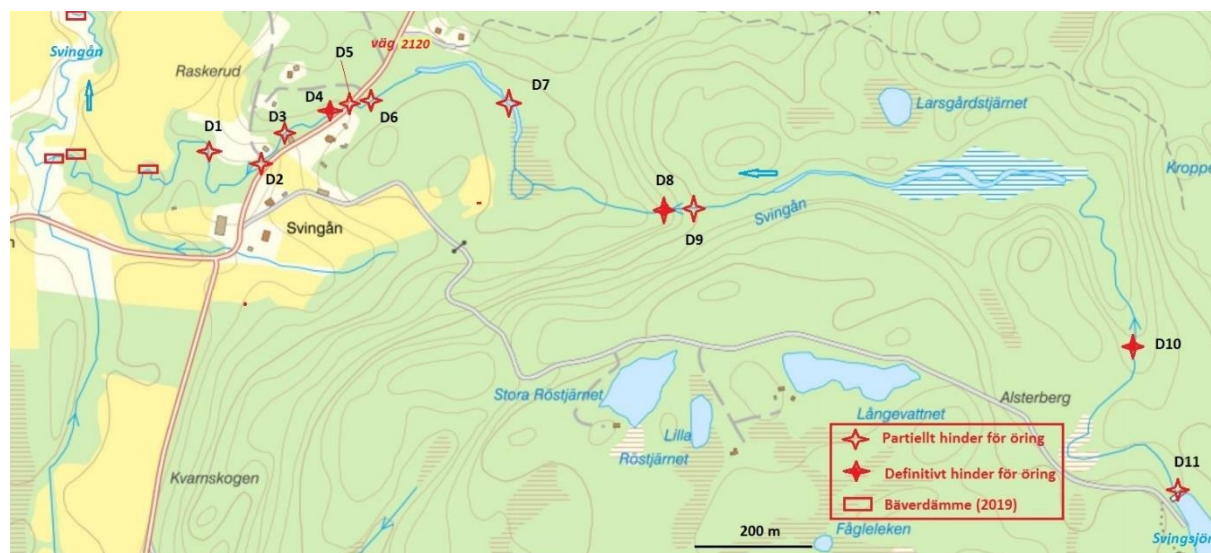 väg 2120
Svingån
D5
Raskerud
D4
D7
D6
Larsgårdstjärnet
D3
D1
D2
Kroppe
D8
Svingån
D9
Svingån
n
D10
Stora Röstjärnet
Långevattnet
Alsterberg
Lilla
Röstjärnet
Kvarnskogen
D11
Partiellt hinder för öring
Definitivt hinder för öring
Bäverdämme (2019)
200 m
Fågleleken
Svingsjör